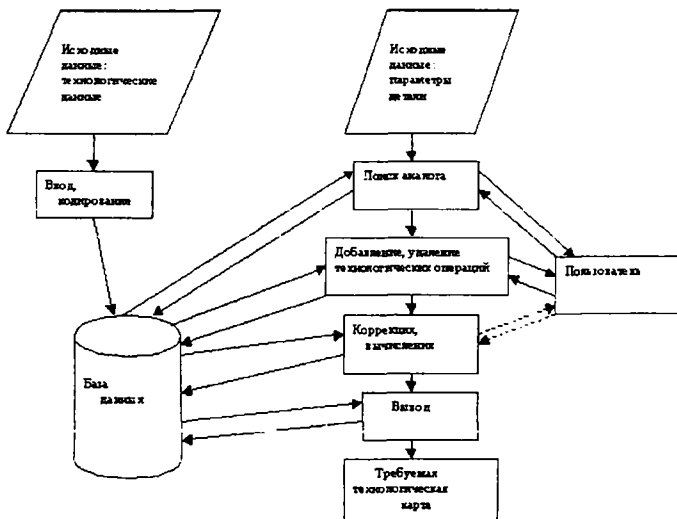 Исходные
данные:
технологические
данные
Исходные
данные:
параметры
детали
Ввод,
кодирование
Поиск аналога
Добавление, удаление
технологических операций
Пользователь
Коррекция,
вычисления
База
данных
Вывод
Требуемая
технологическая
карта